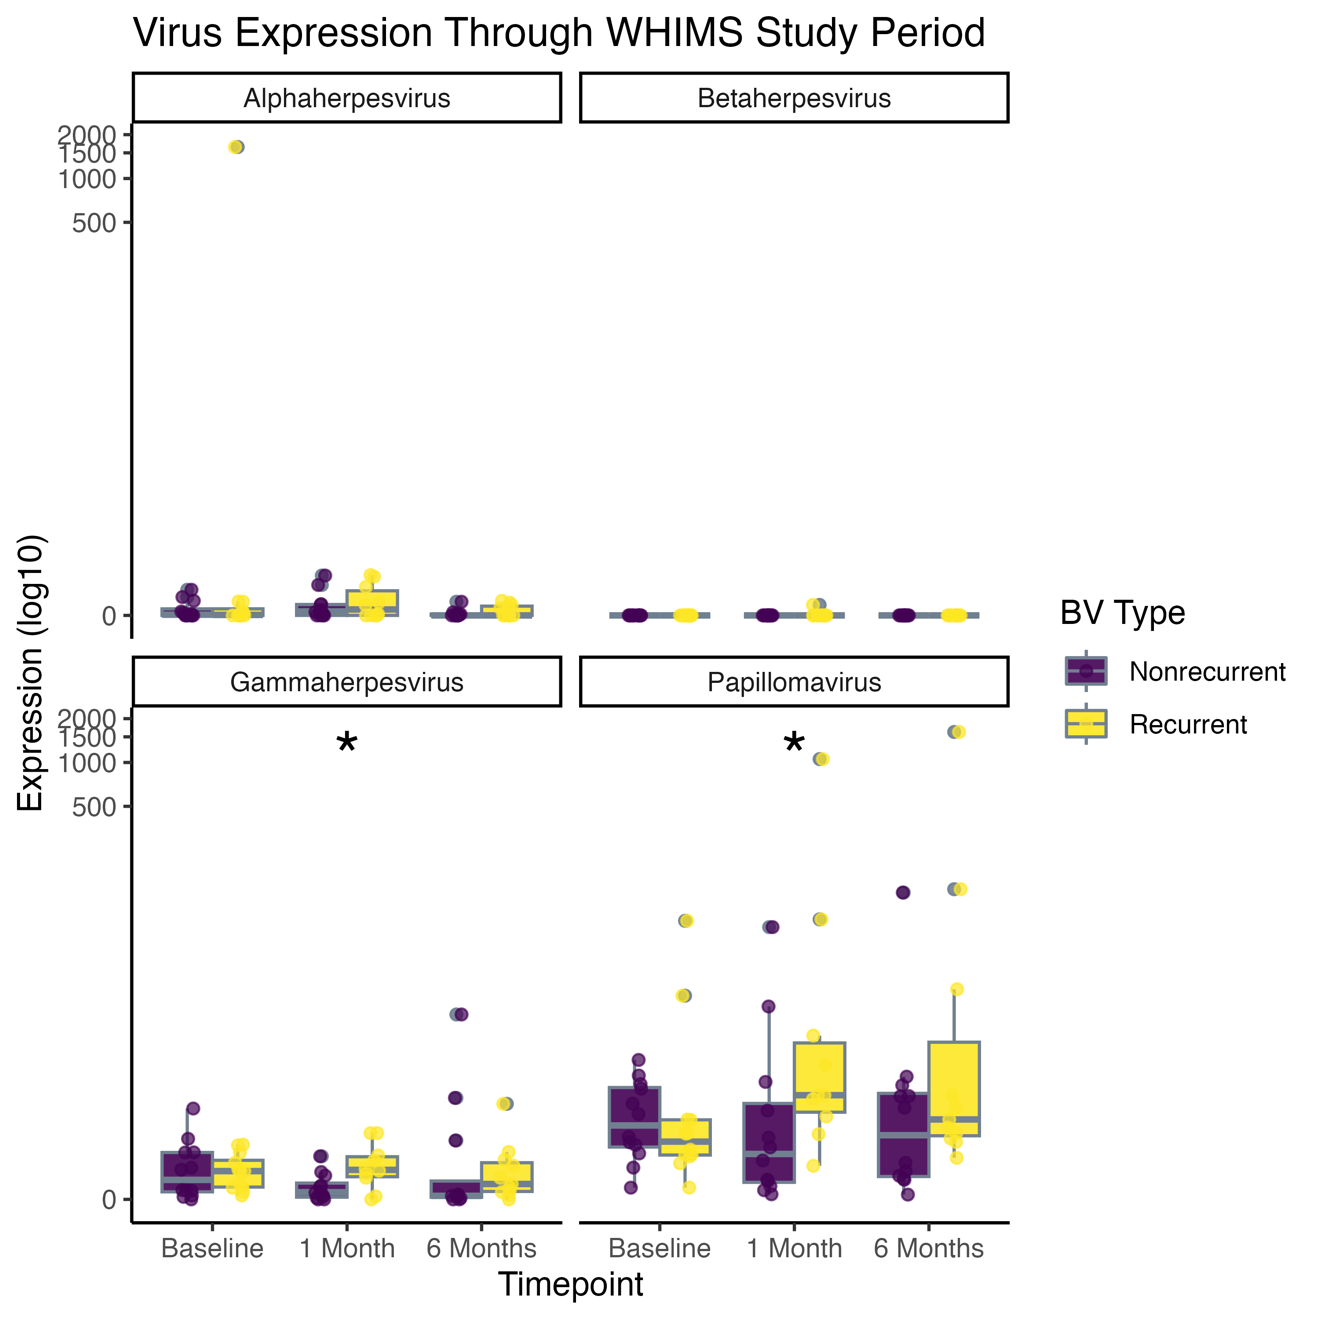 Virus Expression Through WHIMS Study Period
Alphaherpesvirus
Betaherpesvirus
2000
1500
1000
500
0
Gammaherpesvirus
Papillomavirus
2000
1500
1000
500
0
*
*
Expression (log10)
Baseline
1 Month
6 Months
Baseline
1 Month
6 Months
Timepoint
BV Type
Nonrecurrent
Recurrent